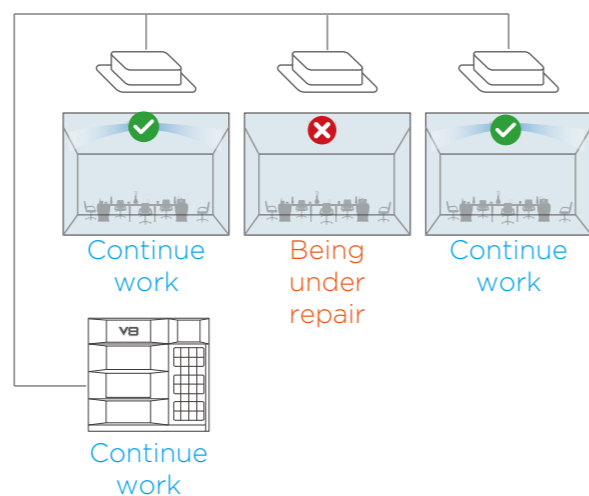 Continue
work
Being
under
repair
Continue
work
V8
Continue
work